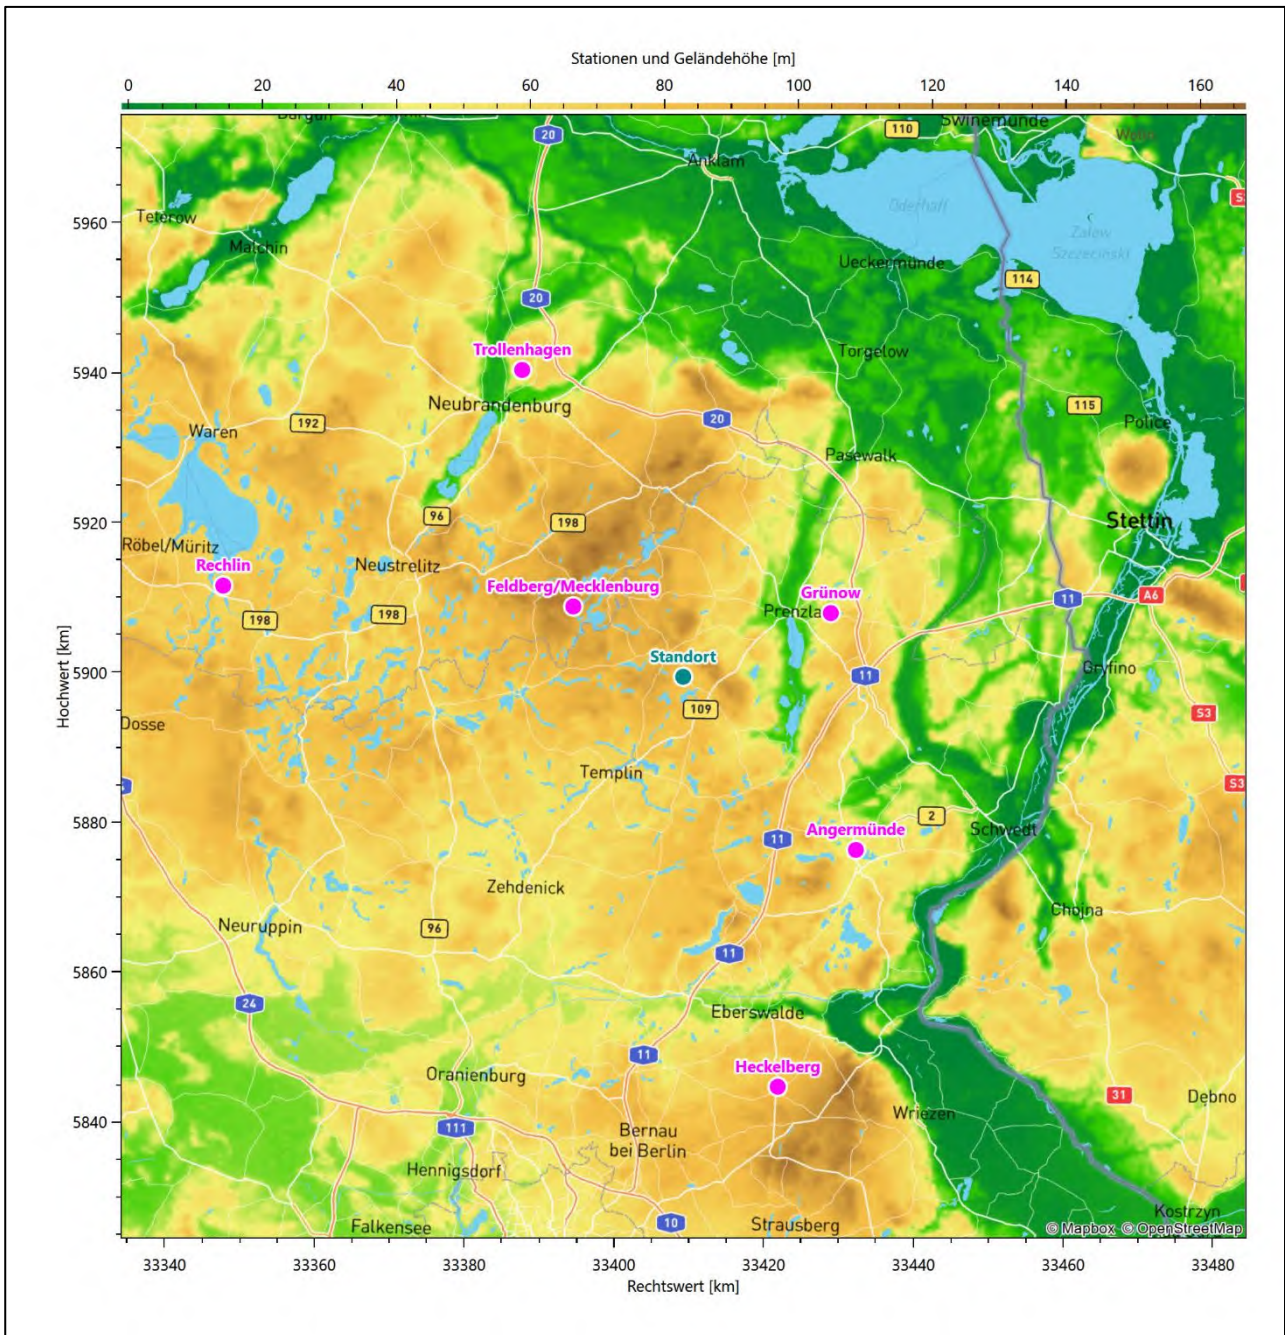 Stationen und Geländehöhe [m]
0 20 40 60 80 100 120 140 160
Swinemünde
110
20
Anklam
S3
Teterow
5960
Oderhaff
Malchin
Zalew
Szczeciński
Ueckermünde
114
20
Trollenhagen
Torgelow
5940
Neubrandenburg
115
192
20
Police
Waren
Pasewalk
96
198
5920
Stettin
Röbel/Müritz
Rechlin
Neustrelitz
Feldberg/Mecklenburg
Grünow
11
A6
198
198
Prenzla
Standort
Gryfino
5900
11
109
S3
Hochwert [km]
Dosse
Templin
S3
2
5880
Angermünde
Schwedt
11
Zehdenick
Chojna
Neuruppin
96
11
5860
24
Eberswalde
11
Heckelberg
Oranienburg
31
Dębno
Wriezen
5840
111
Bernau
bei Berlin
Hennigsdorf
10
Kostrzyn
Falkensee
Strausberg
© Mapbox © OpenStreetMap
33340 33360 33380 33400 33420 33440 33460 33480
Rechtswert [km]